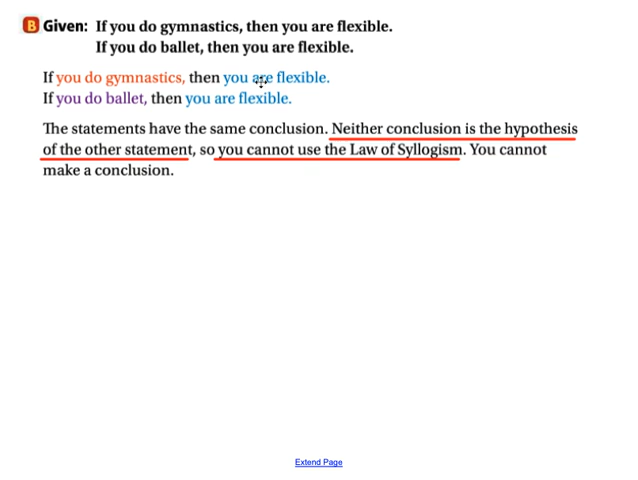 B Given: If you do gymnastics, then you are flexible.
If you do ballet, then you are flexible.
If you do gymnastics, then you are flexible.
If you do ballet, then you are flexible.
The statements have the same conclusion. Neither conclusion is the hypothesis
of the other statement, so you cannot use the Law of Syllogism. You cannot
make a conclusion.
Extend Page